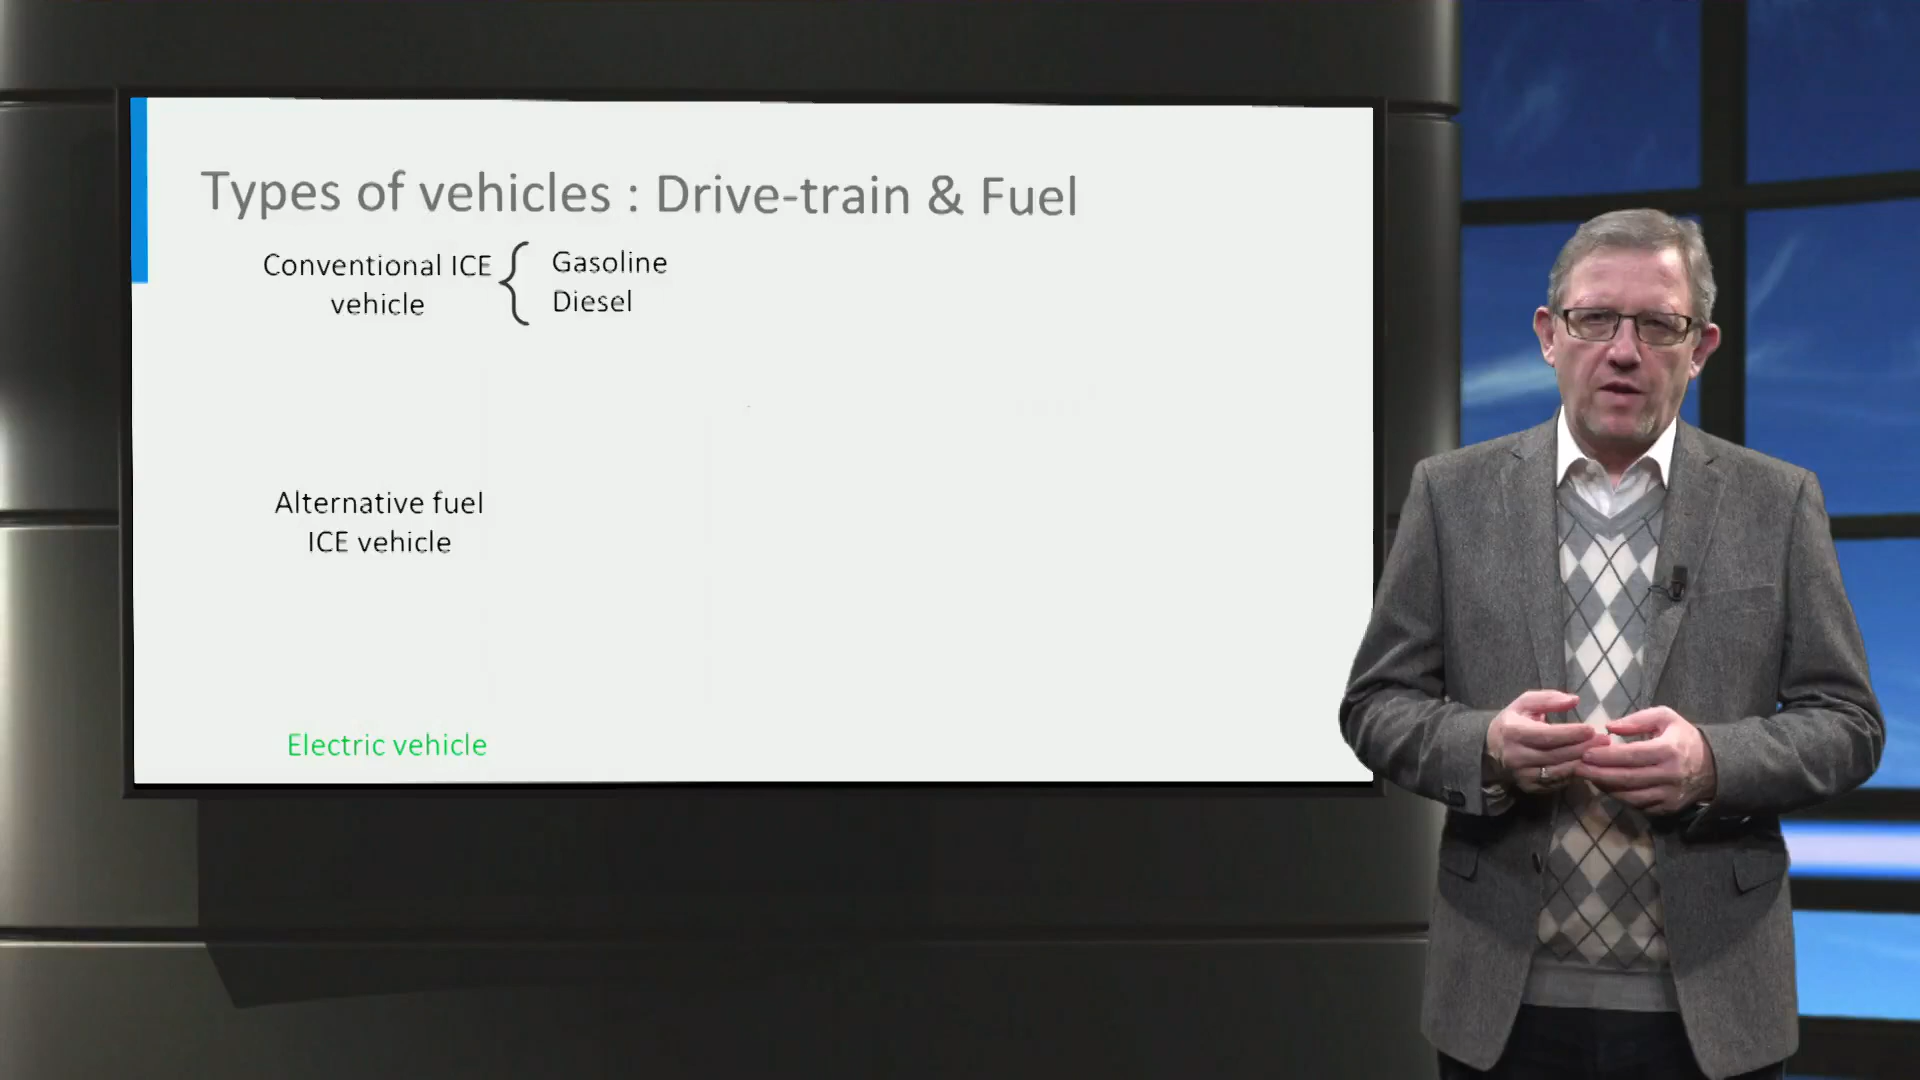 Types of vehicles : Drive-train & Fuel
Conventional ICE
vehicle
Gasoline
Diesel
Alternative fuel
ICE vehicle
Electric vehicle